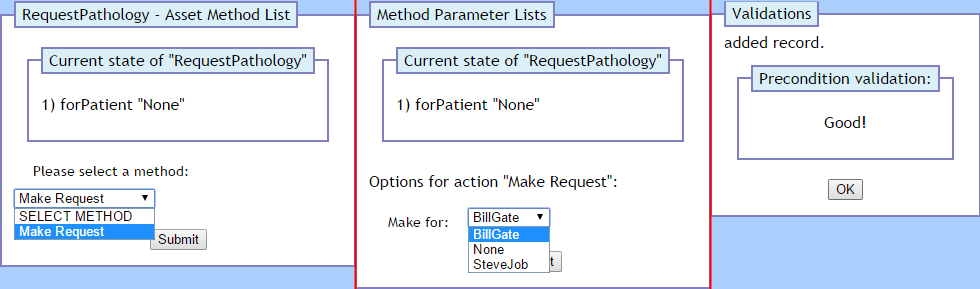 RequestPathology - Asset Method List
Current state of "RequestPathology"
1) forPatient "None"
Please select a method:
Make Request
SELECT METHOD
Make Request
Submit
Method Parameter Lists
Current state of "RequestPathology"
1) forPatient "None"
Options for action "Make Request":
Make for: BillGate
BillGate
None
SteveJob
Validations
added record.
Precondition validation:
Good!
OK